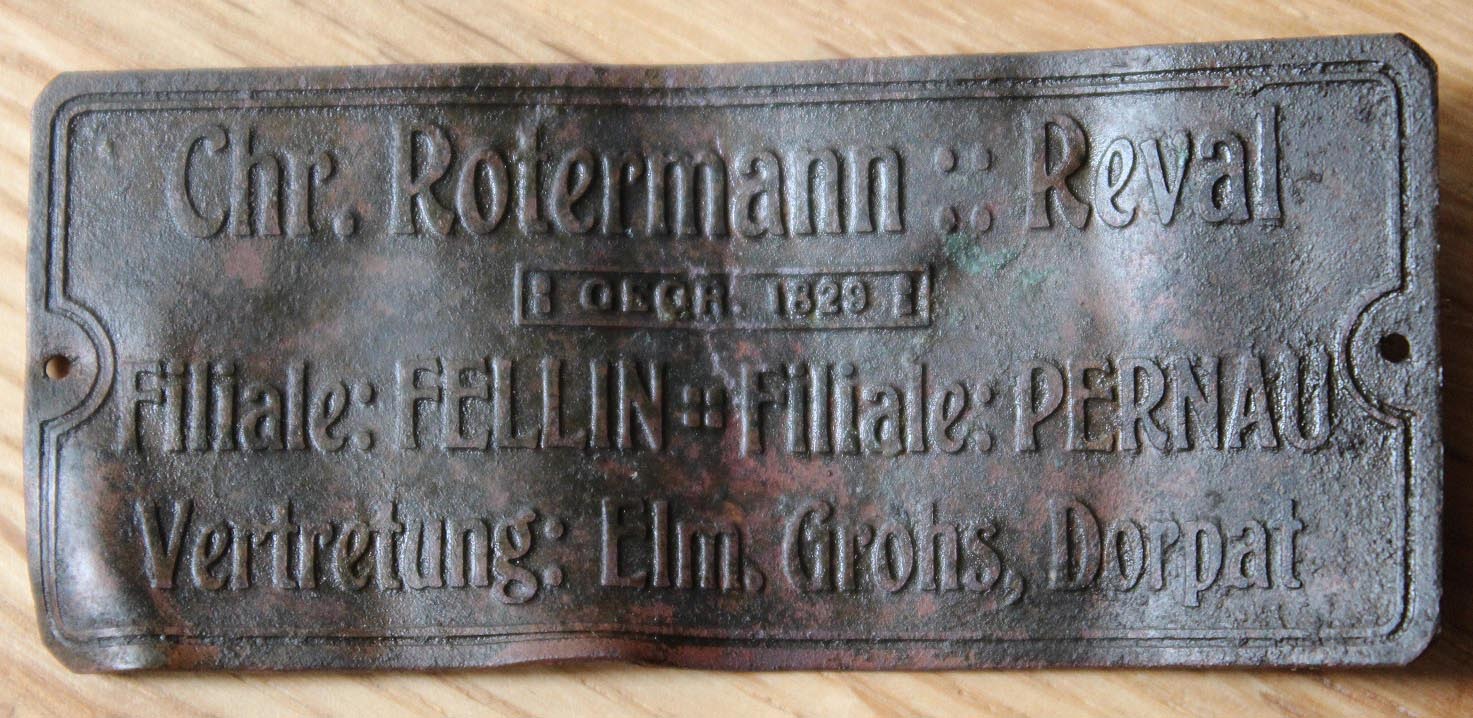 Chr. Rotermann :: Reval
GEGR. 1829
Filiale: FELLIN :: Filiale: PERNAU
Vertretung: Elm. Grohs, Dorpat